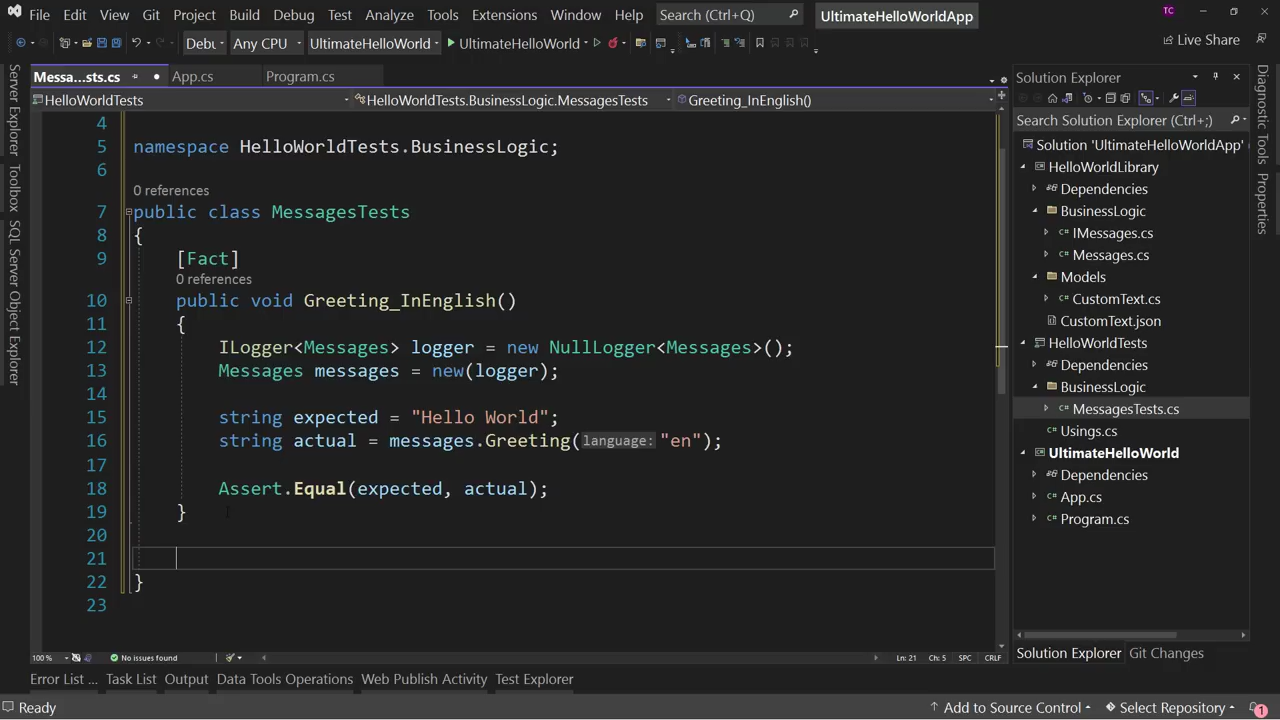 File Edit View Git Project Build Debug Test Analyze Tools Extensions Window Help Search (Ctrl+Q) UltimateHelloWorldApp TC
Debu Any CPU UltimateHelloWorld UltimateHelloWorld Live Share
Messa...sts.cs App.cs Program.cs
HelloWorldTests HelloWorldTests.BusinessLogic.MessagesTests Greeting_InEnglish()
4
5 namespace HelloWorldTests.BusinessLogic;
6
0 references
7 public class MessagesTests
8 {
9 [Fact]
0 references
10 public void Greeting_InEnglish()
11 {
12 ILogger<Messages> logger = new NullLogger<Messages>();
13 Messages messages = new(logger);
14
15 string expected = "Hello World";
16 string actual = messages.Greeting(language: "en");
17
18 Assert.Equal(expected, actual);
19 }
20
21
22 }
23
100 % No issues found Ln: 21 Ch: 5 SPC CRLF
Error List ... Task List Output Data Tools Operations Web Publish Activity Test Explorer
Ready Add to Source Control Select Repository 1
Server Explorer
Toolbox
SQL Server Object Explorer
Solution Explorer
Search Solution Explorer (Ctrl+;)
Solution 'UltimateHelloWorldApp'
HelloWorldLibrary
Dependencies
BusinessLogic
C# IMessages.cs
C# Messages.cs
Models
C# CustomText.cs
CustomText.json
HelloWorldTests
Dependencies
BusinessLogic
C# MessagesTests.cs
C# Usings.cs
UltimateHelloWorld
Dependencies
C# App.cs
C# Program.cs
Solution Explorer Git Changes
Diagnostic Tools
Properties